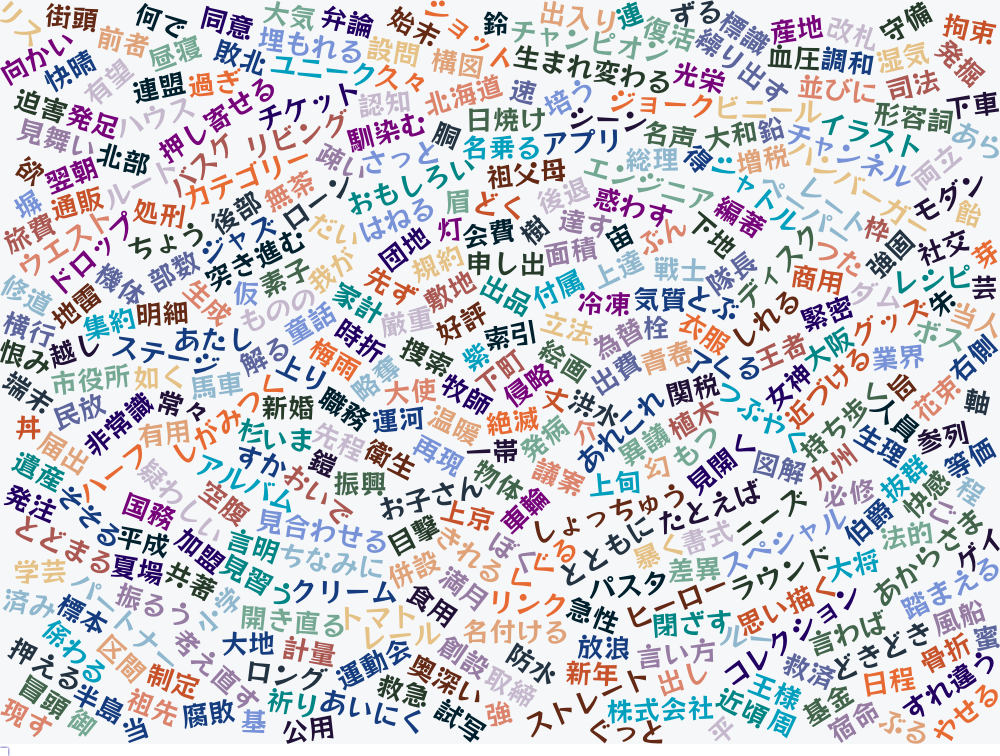 リス
街頭
何で
同意
大気
弁論
始末
ショット
鈴
出入り
連
ずる
標識
産地
改札
守備
拘束
向かい
前者
昼寝
敗北
埋もれる
設問
構図
チャンピオン
復活
繰り出す
血圧
調和
湿気
発掘
快晴
有望
連盟
過ぎ
ユニーク
久々
生まれ変わる
光栄
並びに
司法
迫害
発足
ハウス
押し寄せる
チケット
認知
北海道
速
培う
ジョーク
ビニール
形容詞
下車
見舞い
北部
バスケ
リビング
馴染む
胴
日焼け
シーン
名声
大和
鉛
チャンネル
イラスト
あら
欲
翌朝
ルード
カテゴリー
疎い
さっと
名乗る
アプリ
総理
俺
増税
ハンバーガー
両立
塀
通販
処刑
後部
無茶
ローン
おもしろい
祖父母
エンジニア
ニャ
プレート
モダン
飴
旅費
ウエスト
ドロップ
ちょう
ジャズ
だい
はねる
眉
どく
後退
惑わす
編著
トル
パート
枠
強固
社交
芽
機体
部数
突き進む
団地
灯
会費
樹
達す
宙
ぶん
下地
ディスク
つた
レシピ
芸
修道
地雷
生成
仮
素子
我が
先ず
規約
申し出
面積
上達
戦士
隊長
商用
ダム
朱
当人
横行
集約
明細
ものの
童話
家計
厳重
敷地
出品
付属
冷凍
気質
とぶ
しれる
緊密
グッズ
ボス
右側
恨み
越し
ステージ
あたし
解る
上り
時折
梅雨
捜索
好評
紫
索引
立法
為替
栓
衣服
つくる
王者
大阪
業界
端末
市役所
如く
馬車
略奪
大使
牧師
下町
侵略
絵画
出費
青春
女神
近づける
旨
花束
軸
丼
民放
非常識
常々
しがみつく
新婚
職務
運河
温暖
絶滅
丈
洪水
あれこれ
関税
つぶやく
持ち歩く
人員
参列
届出
ハーフ
有用
杉
いま
先程
衛生
再現
一帯
発病
介
異議
植木
もつ
見開く
図解
九州
生理
抜群
等価
遺産
そそる
疑わしい
アルバム
すかおいで
鎧
振興
お子さん
物体
議案
上句
幻
たとえば
ニーズ
必修
快感
程
発注
とどまる
国務
空腹
見合わせる
目撃
上京
車輪
しょっちゅう
とともに
暴く
書式
スペシャル
伯爵
法的
ぐい
平成
加盟
言明
ちなみに
併設
される
ぼく
くぐる
差異
ラウンド
大将
あからさま
ゲイ
学芸
パートナー
夏場
共著
見習う
クリーム
満月
リンク
パスタ
ヒーロー
思い描く
踏まえる
済み
標本
振るう
開き直る
トマト
食用
名付ける
急性
閉ざす
ルー
コレクション
言わば
風船
係わる
区間
考え直す
大地
計量
レール
創設
防水
放浪
言い方
救済
どきどき
骨折
蜜
押える
制定
ロング
運動会
奥深い
取締
新年
出し
王様
基金
日程
すれ違う
冒頭
半島
祖先
祈り
救急
試写
強
ストレート
株式会社
近頃
周
宿命
ぶる
やせる
現す
御
当
腐敗
基
公用
あいにく
ぐっと
平